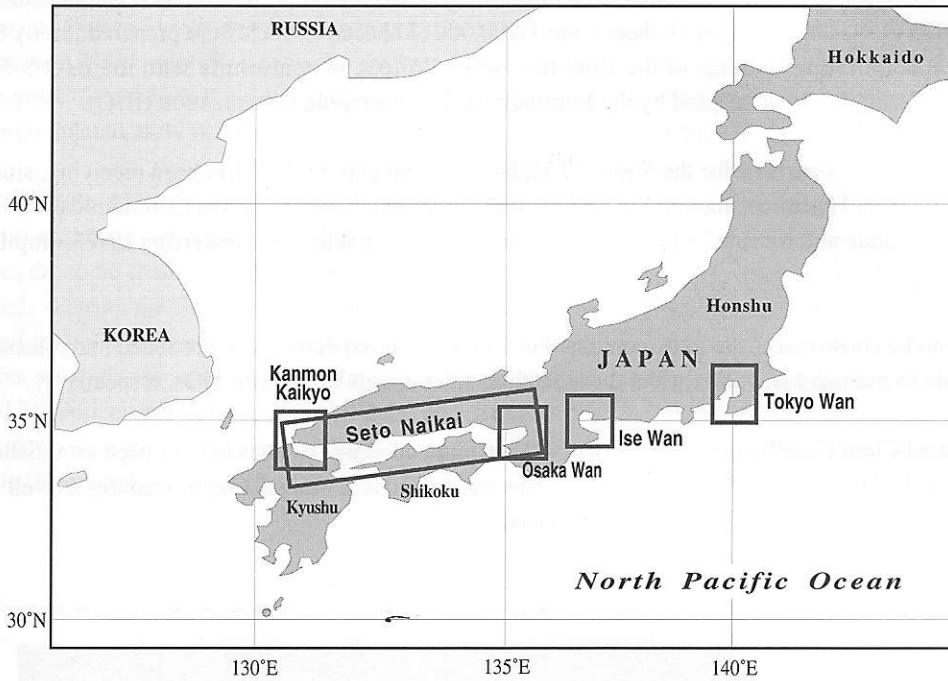 RUSSIA
Hokkaido
40°N
Honshu
KOREA
JAPAN
Kanmon
Kaikyo
Tokyo Wan
35°N
Seto Naikai
Ise Wan
Osaka Wan
Shikoku
Kyushu
North Pacific Ocean
30°N
130°E
135°E
140°E